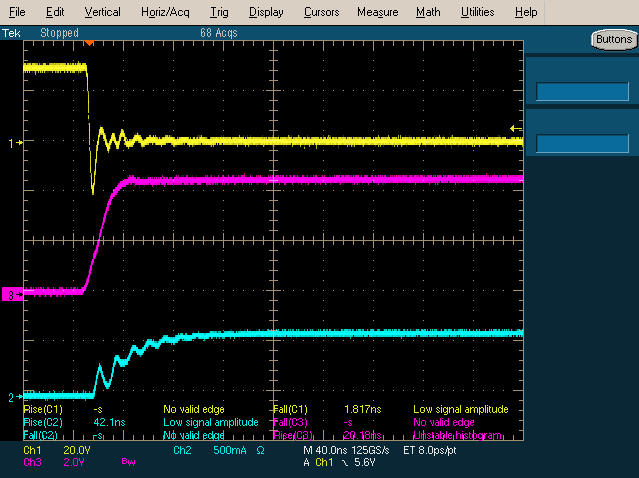 File Edit Vertical Horiz/Acq Trig Display Cursors Measure Math Utilities Help
Tek Stopped 68 Acqs
Buttons
1
3
2
Rise(C1) -s No valid edge Fall(C1) 1.817ns Low signal amplitude
Rise(C2) 42.1ns Low signal amplitude Fall(C3) -s No valid edge
Fall(C2) -s No valid edge Rise(C3) 20.18ns Unstable histogram
Ch1 20.0V Ch2 500mA Ω M 40.0ns 125GS/s ET 8.0ps/pt
Ch3 2.0V Bw A Ch1 5.6V